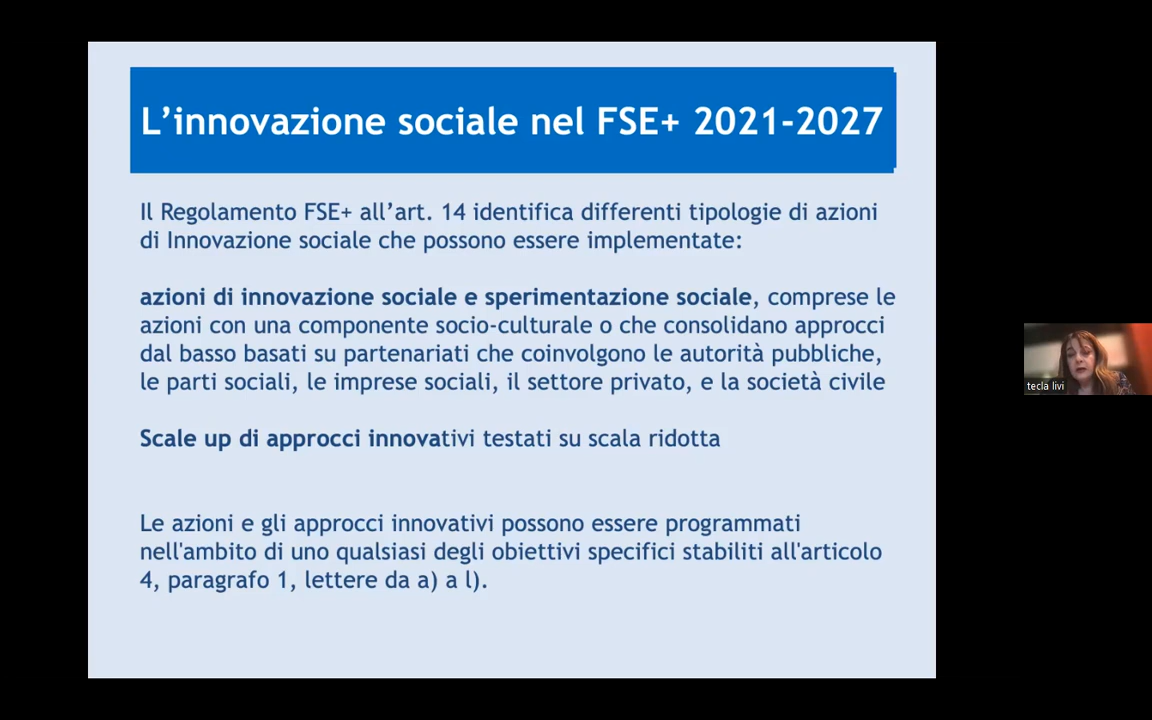 L’innovazione sociale nel FSE+ 2021-2027
Il Regolamento FSE+ all’art. 14 identifica differenti tipologie di azioni
di Innovazione sociale che possono essere implementate:
azioni di innovazione sociale e sperimentazione sociale, comprese le
azioni con una componente socio-culturale o che consolidano approcci
dal basso basati su partenariati che coinvolgono le autorità pubbliche,
le parti sociali, le imprese sociali, il settore privato, e la società civile
Scale up di approcci innovativi testati su scala ridotta
Le azioni e gli approcci innovativi possono essere programmati
nell'ambito di uno qualsiasi degli obiettivi specifici stabiliti all'articolo
4, paragrafo 1, lettere da a) a l).
tecla livi